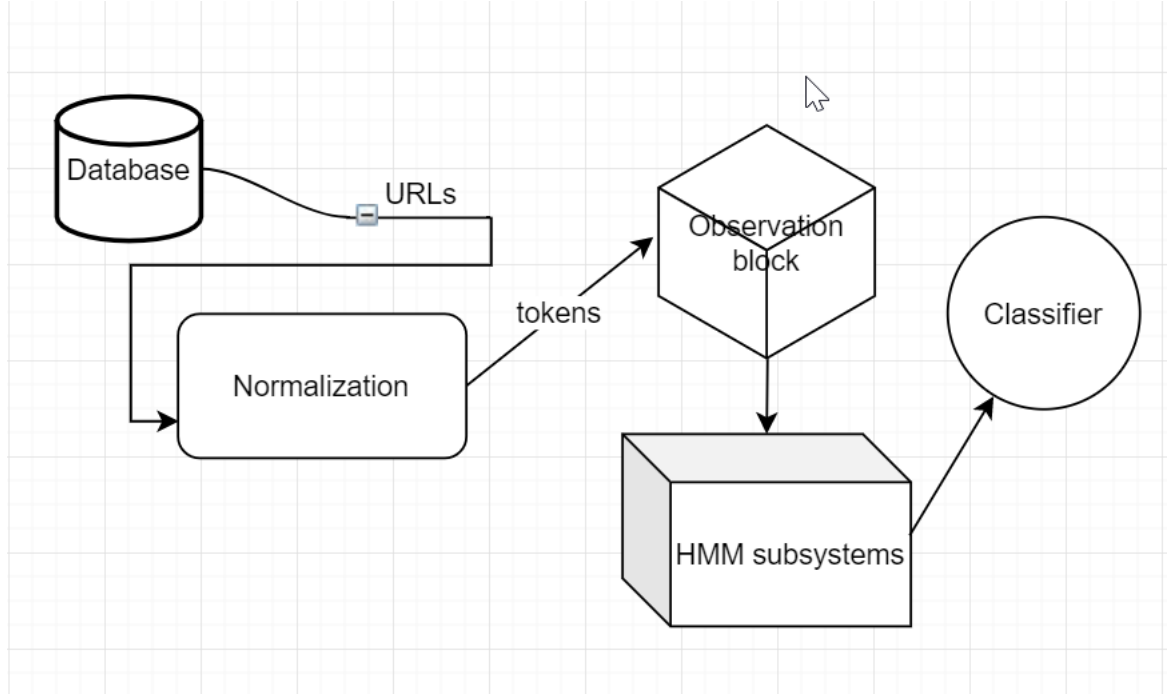 Database
URLs
Normalization
tokens
Observation
block
HMM subsystems
Classifier